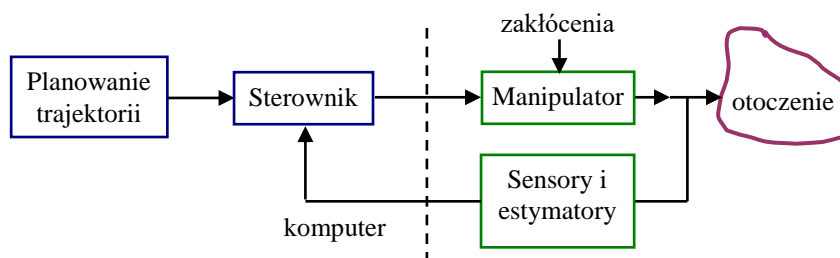 zakłócenia
Planowanie
trajektorii
Sterownik
Manipulator
otoczenie
Sensory i
estymatory
komputer